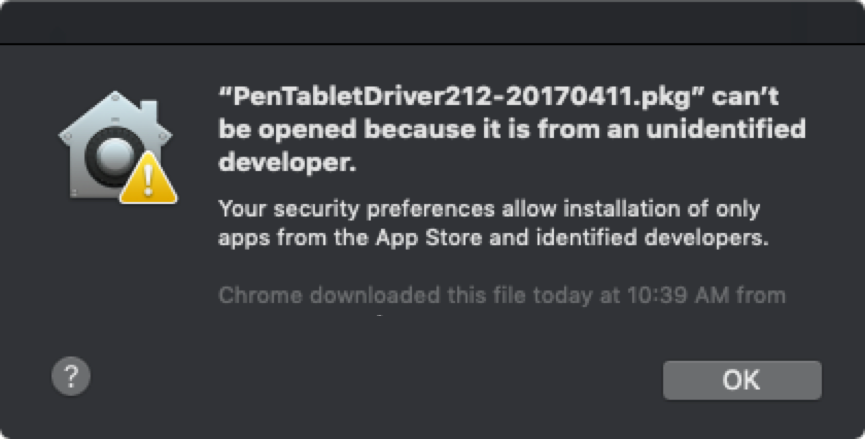 “PenTabletDriver212-20170411.pkg” can’t
be opened because it is from an unidentified
developer.
Your security preferences allow installation of only
apps from the App Store and identified developers.
Chrome downloaded this file today at 10:39 AM from
?
OK